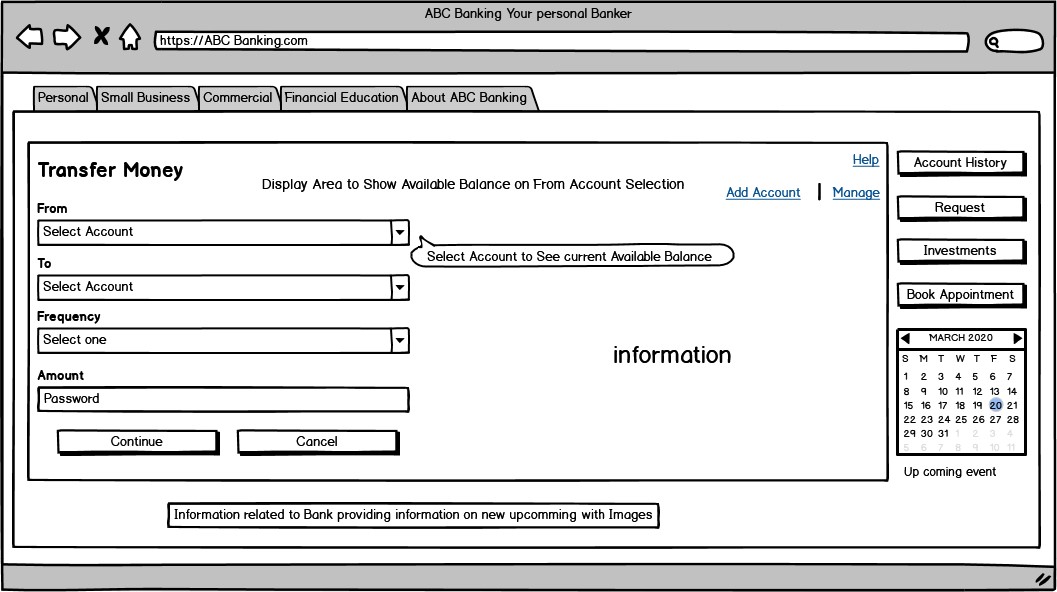 ABC Banking Your personal Banker
https://ABC Banking.com
Personal
Small Business
Commercial
Financial Education
About ABC Banking
Transfer Money
Help
Display Area to Show Available Balance on From Account Selection
Add Account
Manage
From
Select Account
Select Account to See current Available Balance
To
Select Account
Frequency
Select one
information
Amount
Password
Continue
Cancel
Account History
Request
Investments
Book Appointment
MARCH 2020
S M T W T F S
1 2 3 4 5 6 7
8 9 10 11 12 13 14
15 16 17 18 19 20 21
22 23 24 25 26 27 28
29 30 31 1 2 3 4
5 6 7 8 9 10 11
Up coming event
Information related to Bank providing information on new upcomming with Images